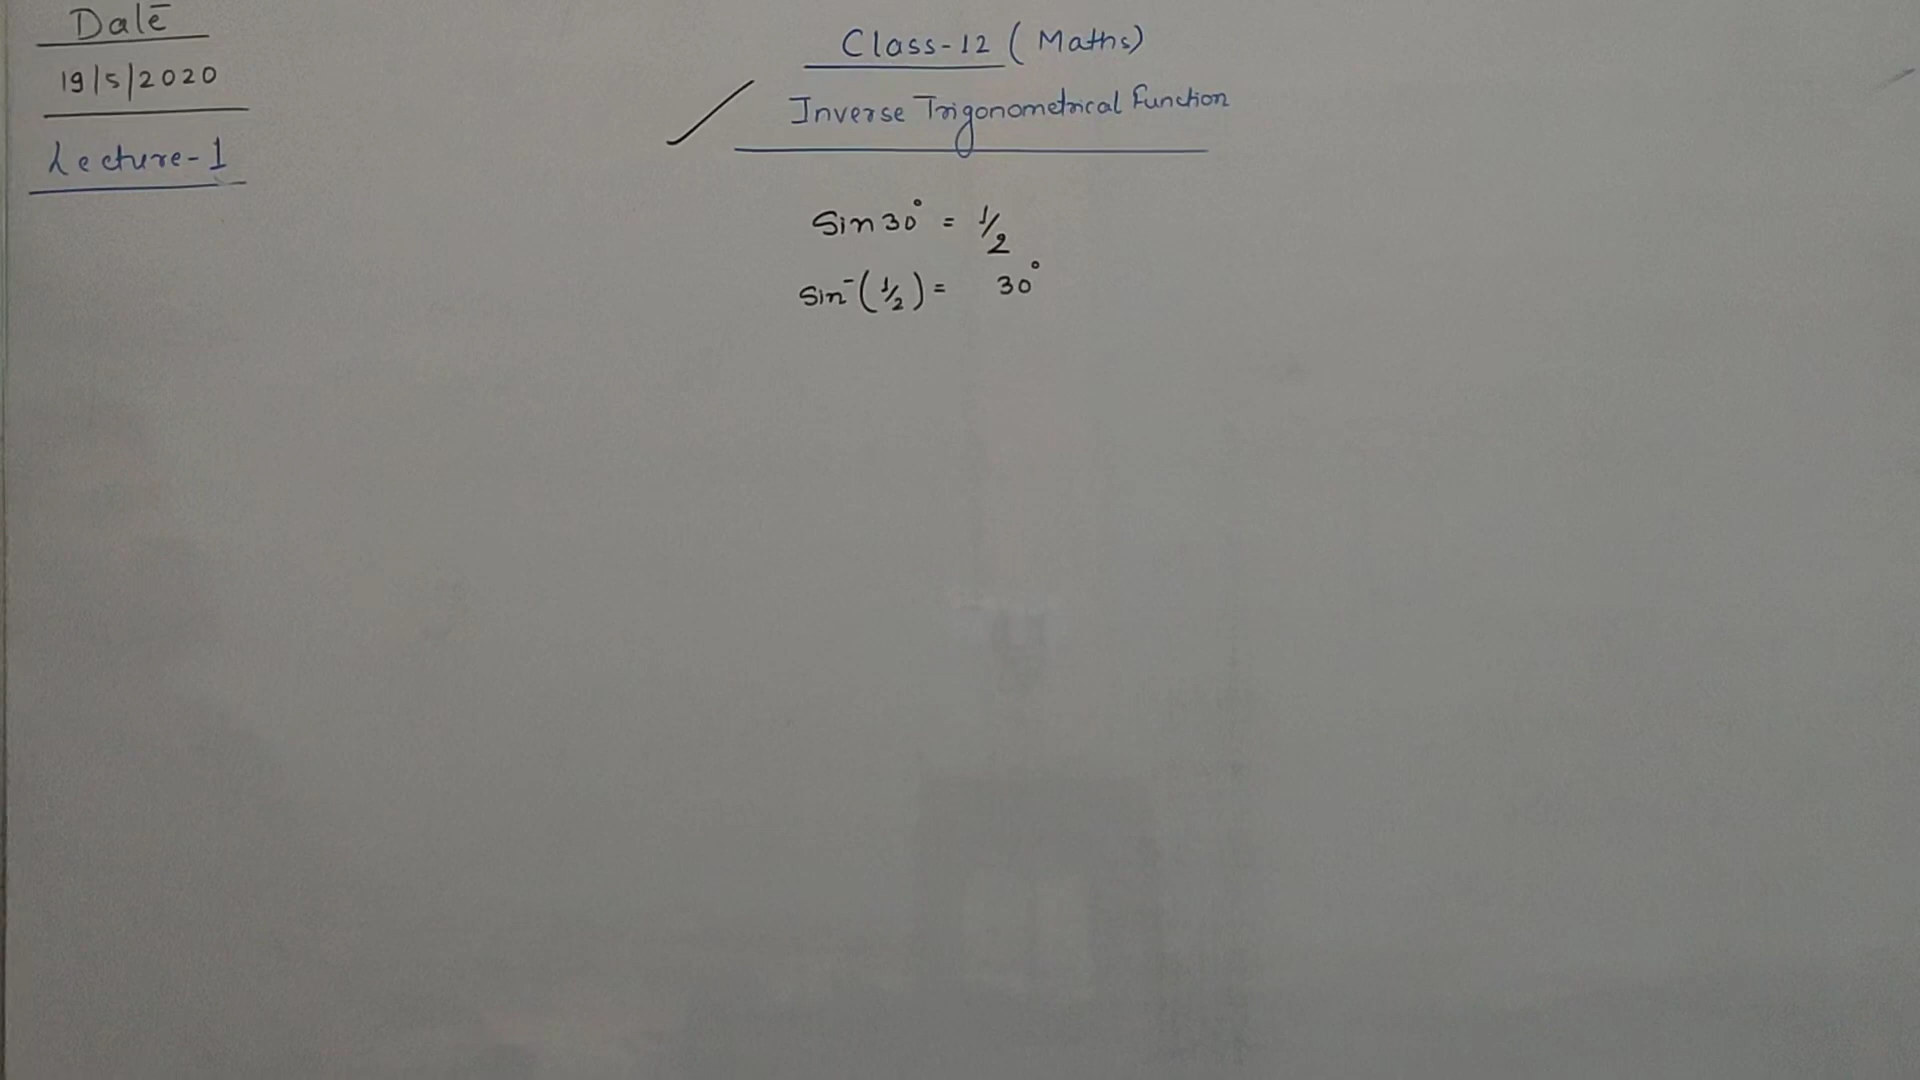 Date
19/5/2020
Lecture-1
Class-12 (Maths)
Inverse Trigonometrical Function
Sin 30° = 1/2
Sin⁻(1/2) = 30°